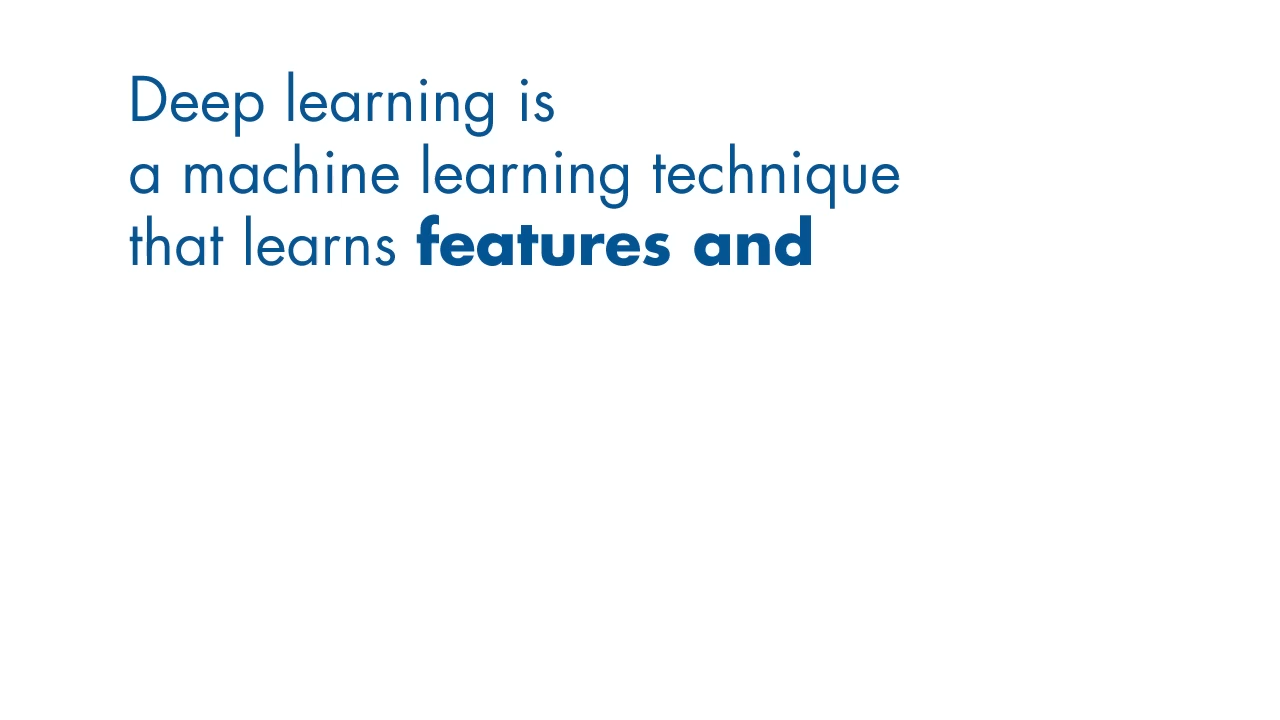 Deep learning is
a machine learning technique
that learns features and